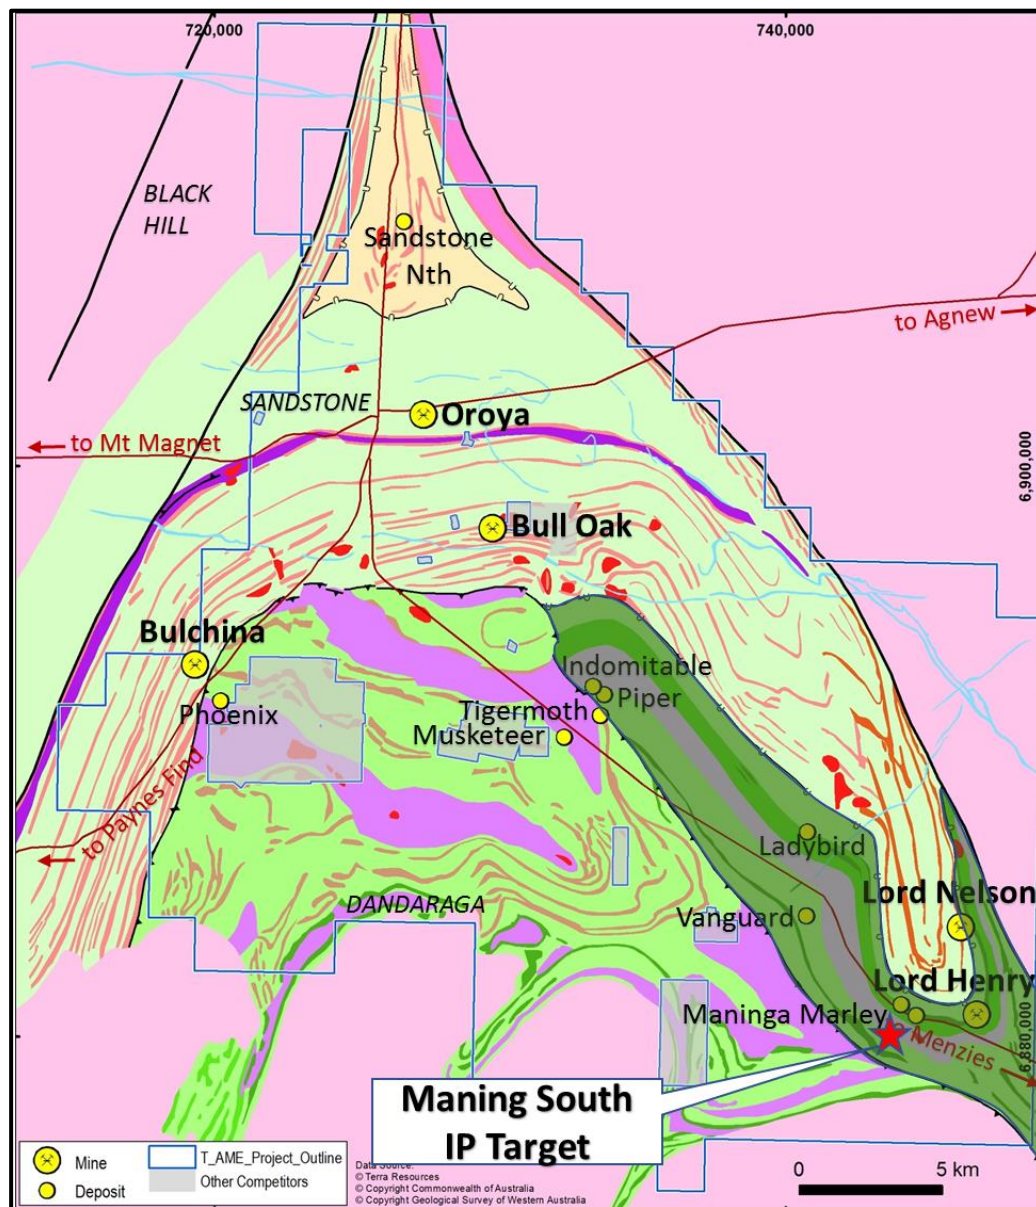 720,000
740,000
BLACK
HILL
Sandstone
Nth
to Agnew
SANDSTONE
Oroya
to Mt Magnet
6,900,000
Bull Oak
Bulchina
Indomitable
Piper
Phoenix
Tigermoth
Musketeer
to Paynes Find
Ladybird
DANDARAGA
Vanguard
Lord Nelson
Lord Henry
Maninga Marley
to Menzies
6,880,000
Maning South
IP Target
Mine
T_AME_Project_Outline
Deposit
Other Competitors
Data Source:
© Terra Resources
© Copyright Commonwealth of Australia
© Copyright Geological Survey of Western Australia
0
5 km